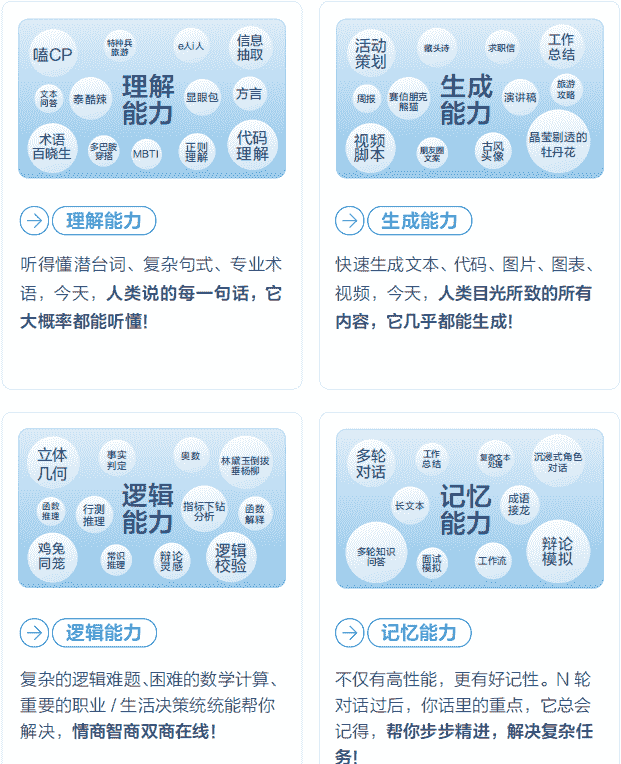 嗑CP
特种兵
旅游
e人i人
信息
抽取
文本
问答
泰酷辣
理解
能力
显眼包
方言
术语
百晓生
多巴胺
穿搭
MBTI
正则
理解
代码
理解
理解能力
听得懂潜台词、复杂句式、专业术
语，今天，人类说的每一句话，它
大概率都能听懂！
活动
策划
藏头诗
求职信
工作
总结
周报
赛伯朋克
熊猫
生成
能力
演讲稿
旅游
攻略
视频
脚本
朋友圈
文案
古风
头像
晶莹剔透的
牡丹花
生成能力
快速生成文本、代码、图片、图表、
视频，今天，人类目光所致的所有
内容，它几乎都能生成！
立体
几何
事实
判定
奥数
林黛玉倒拔
垂杨柳
函数
推理
行测
推理
逻辑
能力
指标下钻
分析
函数
解释
鸡兔
同笼
常识
推理
辩论
灵感
逻辑
校验
逻辑能力
复杂的逻辑难题、困难的数学计算、
重要的职业 / 生活决策统统能帮你
解决，情商智商双商在线！
多轮
对话
工作
总结
复杂文本
处理
沉浸式角色
对话
长文本
记忆
能力
成语
接龙
多轮知识
问答
面试
模拟
工作流
辩论
模拟
记忆能力
不仅有高性能，更有好记性。N 轮
对话过后，你话里的重点，它总会
记得，帮你步步精进，解决复杂任
务！